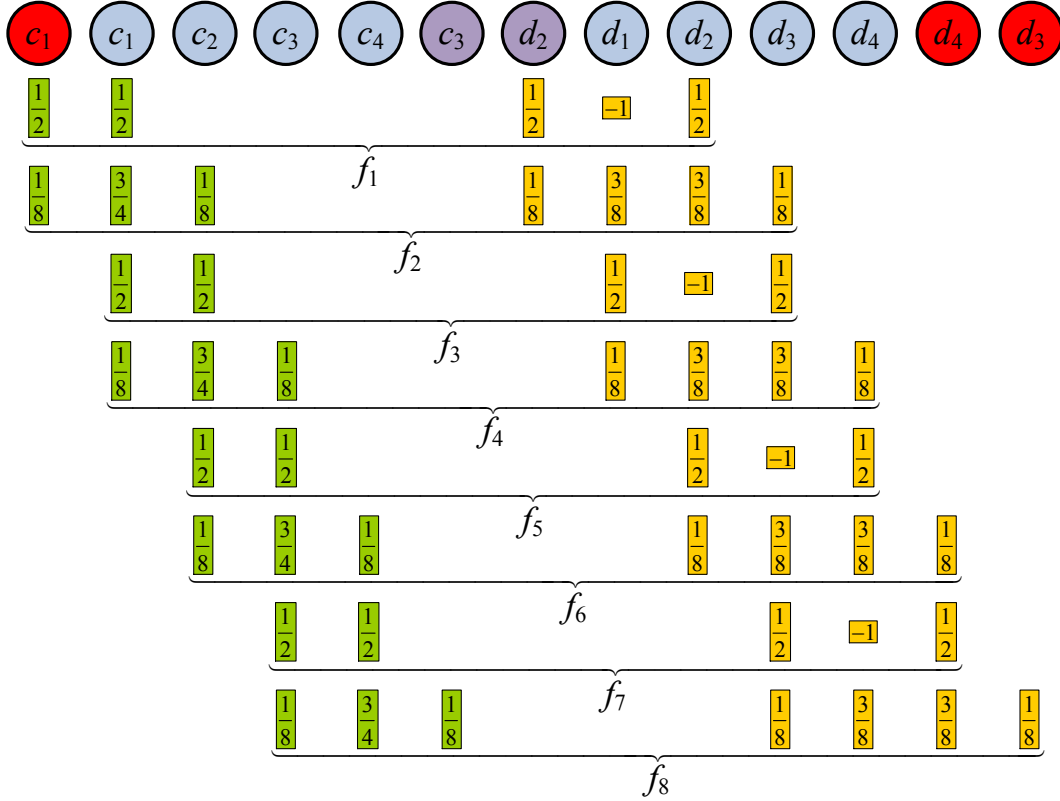 c₁ c₁ c₂ c₃ c₄ c₃ d₂ d₁ d₂ d₃ d₄ d₄ d₃
1/2 1/2 1/2 –1 1/2
f₁
1/8 3/4 1/8 1/8 3/8 3/8 1/8
f₂
1/2 1/2 1/2 –1 1/2
f₃
1/8 3/4 1/8 1/8 3/8 3/8 1/8
f₄
1/2 1/2 1/2 –1 1/2
f₅
1/8 3/4 1/8 1/8 3/8 3/8 1/8
f₆
1/2 1/2 1/2 –1 1/2
f₇
1/8 3/4 1/8 1/8 3/8 3/8 1/8
f₈